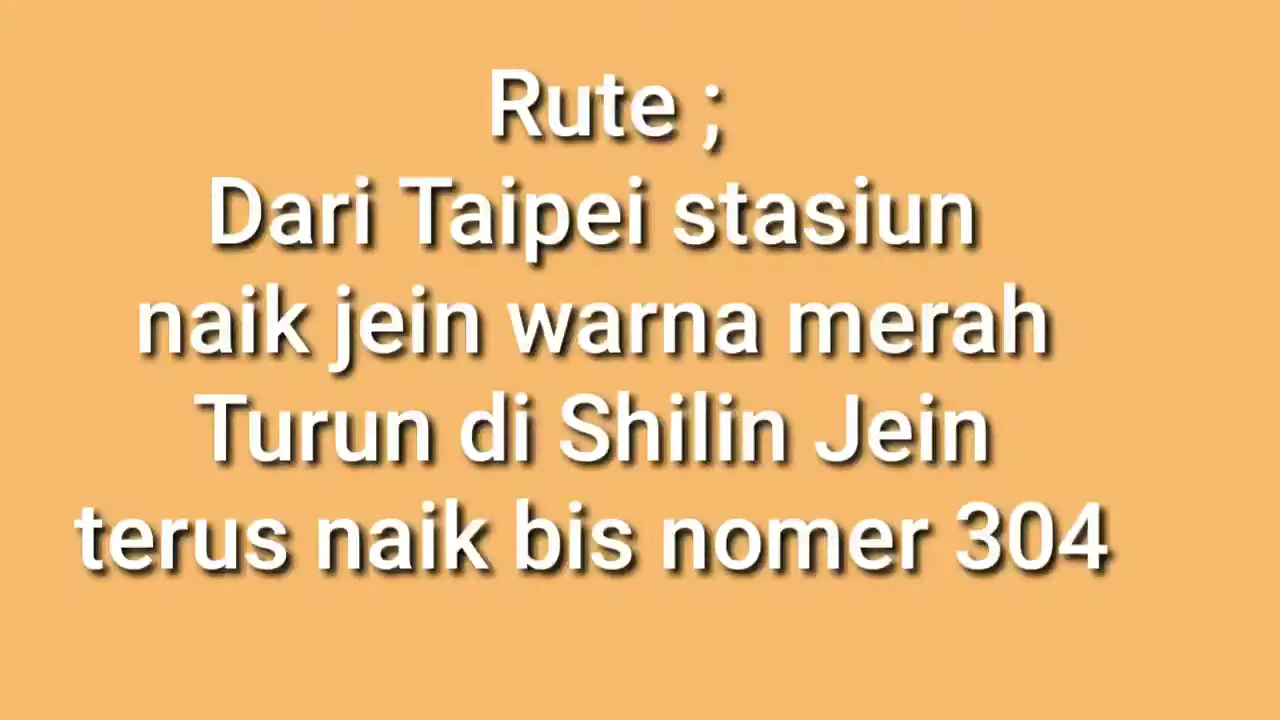 Rute ;
Dari Taipei stasiun
naik jein warna merah
Turun di Shilin Jein
terus naik bis nomer 304